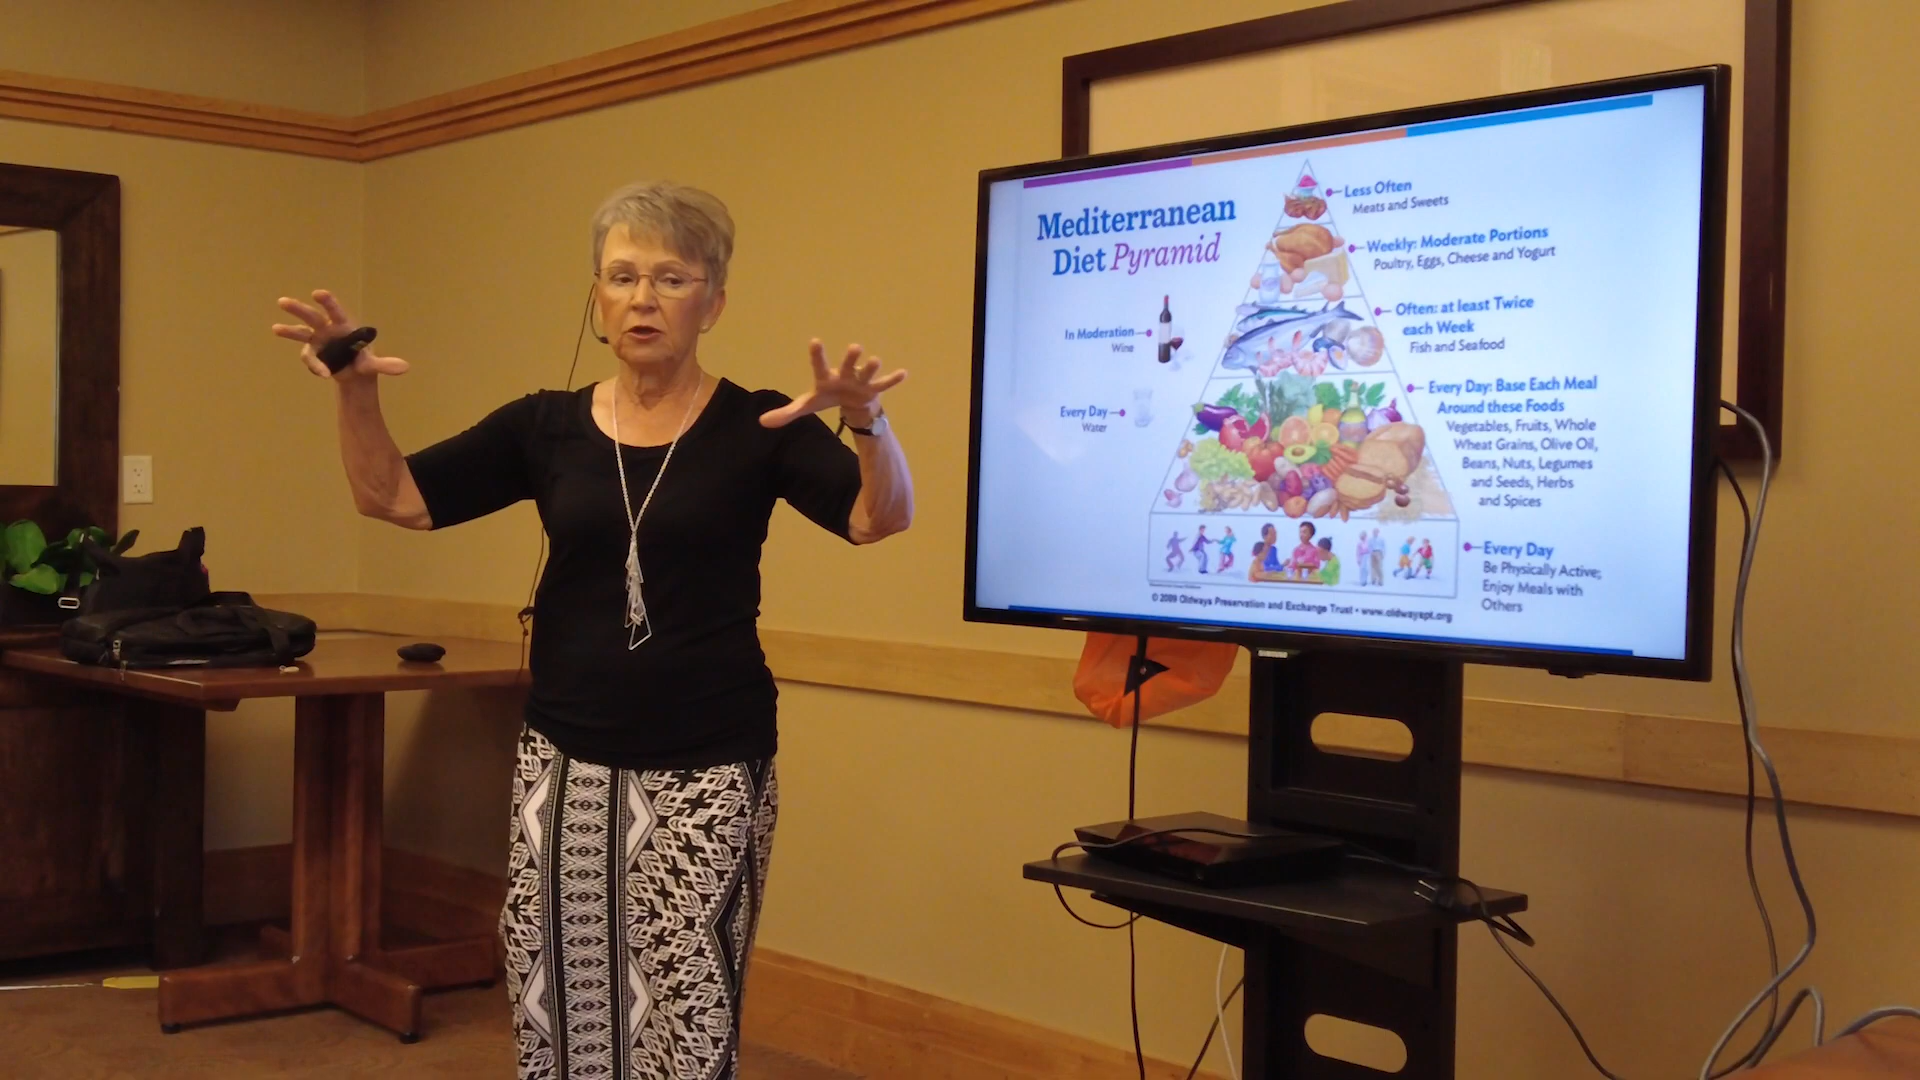 Mediterranean
Diet Pyramid
Less Often
Meats and Sweets
Weekly: Moderate Portions
Poultry, Eggs, Cheese and Yogurt
Often: at least Twice
each Week
Fish and Seafood
In Moderation
Wine
Every Day
Water
Every Day: Base Each Meal
Around these Foods
Vegetables, Fruits, Whole
Wheat Grains, Olive Oil,
Beans, Nuts, Legumes
and Seeds, Herbs
and Spices
Every Day
Be Physically Active;
Enjoy Meals with
Others
© 2009 Oldways Preservation and Exchange Trust • www.oldwayspt.org